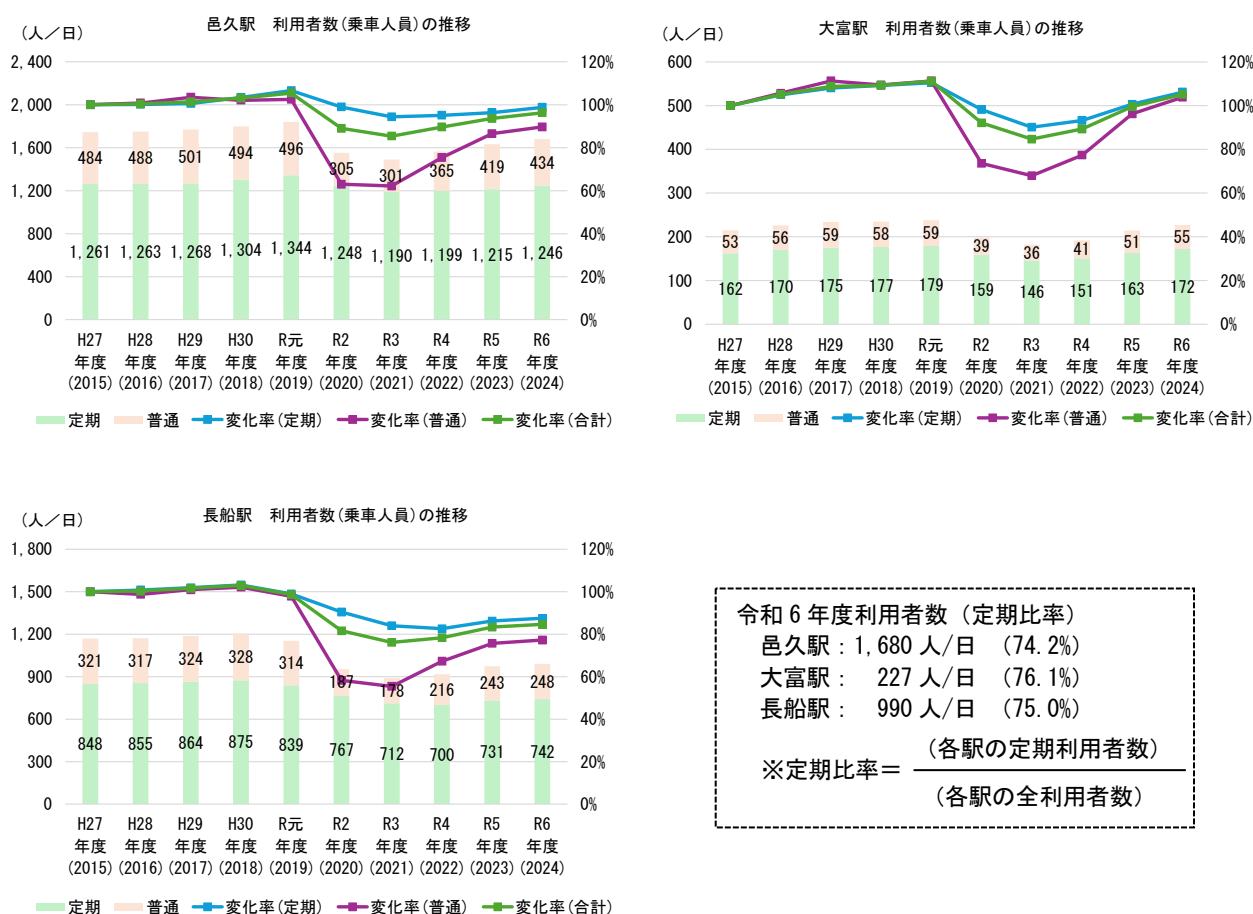 邑久駅　利用者数(乗車人員)の推移
(人／日)
2,400
2,000
1,600
1,200
800
400
0
120%
100%
80%
60%
40%
20%
0%
484 488 501 494 496 305 301 365 419 434
1,261 1,263 1,268 1,304 1,344 1,248 1,190 1,199 1,215 1,246
H27 H28 H29 H30 R元 R2 R3 R4 R5 R6
年度 年度 年度 年度 年度 年度 年度 年度 年度 年度
(2015) (2016) (2017) (2018) (2019) (2020) (2021) (2022) (2023) (2024)
定期 普通 変化率(定期) 変化率(普通) 変化率(合計)
大富駅　利用者数(乗車人員)の推移
(人／日)
600
500
400
300
200
100
0
120%
100%
80%
60%
40%
20%
0%
53 56 59 58 59 39 36 41 51 55
162 170 175 177 179 159 146 151 163 172
H27 H28 H29 H30 R元 R2 R3 R4 R5 R6
年度 年度 年度 年度 年度 年度 年度 年度 年度 年度
(2015) (2016) (2017) (2018) (2019) (2020) (2021) (2022) (2023) (2024)
定期 普通 変化率(定期) 変化率(普通) 変化率(合計)
長船駅　利用者数(乗車人員)の推移
(人／日)
1,800
1,500
1,200
900
600
300
0
120%
100%
80%
60%
40%
20%
0%
321 317 324 328 314 187 178 216 243 248
848 855 864 875 839 767 712 700 731 742
H27 H28 H29 H30 R元 R2 R3 R4 R5 R6
年度 年度 年度 年度 年度 年度 年度 年度 年度 年度
(2015) (2016) (2017) (2018) (2019) (2020) (2021) (2022) (2023) (2024)
定期 普通 変化率(定期) 変化率(普通) 変化率(合計)
令和6年度利用者数（定期比率）
邑久駅：1,680人/日　（74.2%）
大富駅：　227人/日　（76.1%）
長船駅：　990人/日　（75.0%）
※定期比率＝
（各駅の定期利用者数）
（各駅の全利用者数）